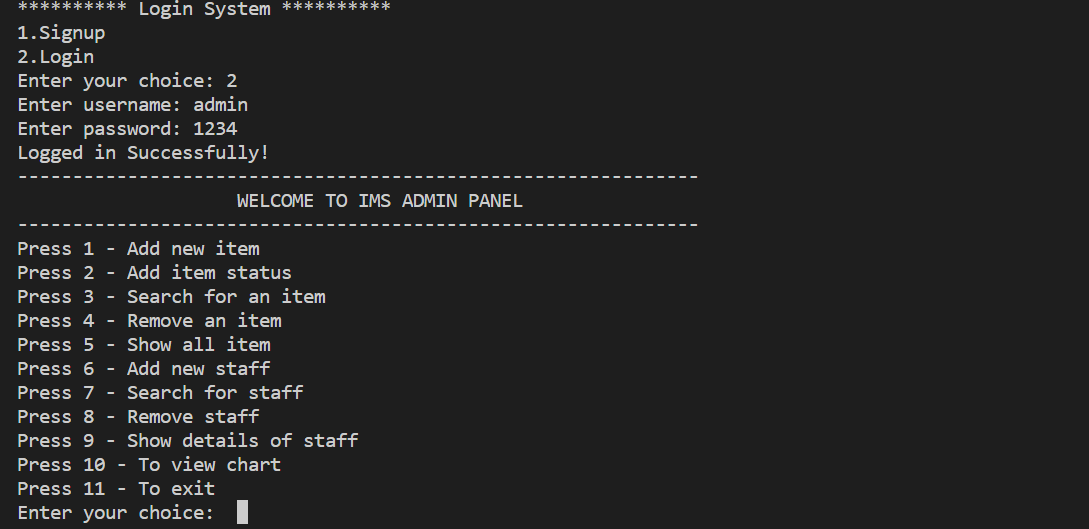 ********** Login System **********
1.Signup
2.Login
Enter your choice: 2
Enter username: admin
Enter password: 1234
Logged in Successfully!
--------------------------------------------------------------
WELCOME TO IMS ADMIN PANEL
--------------------------------------------------------------
Press 1 - Add new item
Press 2 - Add item status
Press 3 - Search for an item
Press 4 - Remove an item
Press 5 - Show all item
Press 6 - Add new staff
Press 7 - Search for staff
Press 8 - Remove staff
Press 9 - Show details of staff
Press 10 - To view chart
Press 11 - To exit
Enter your choice: